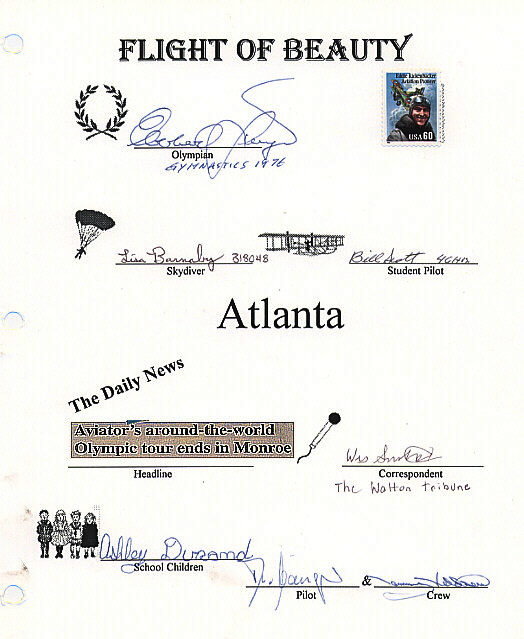 FLIGHT OF BEAUTY
Eddie Rickenbacker
Aviation Pioneer
USA 60
Olympian
GYMNASTICS 1976
Lisa Barnaby 318048
Skydiver
Bill Scott 46 Hrs
Student Pilot
Atlanta
The Daily News
Aviator's around-the-world
Olympic tour ends in Monroe
Headline
Correspondent
The Walton Tribune
Ashley Durand
School Children
&
Pilot
Crew